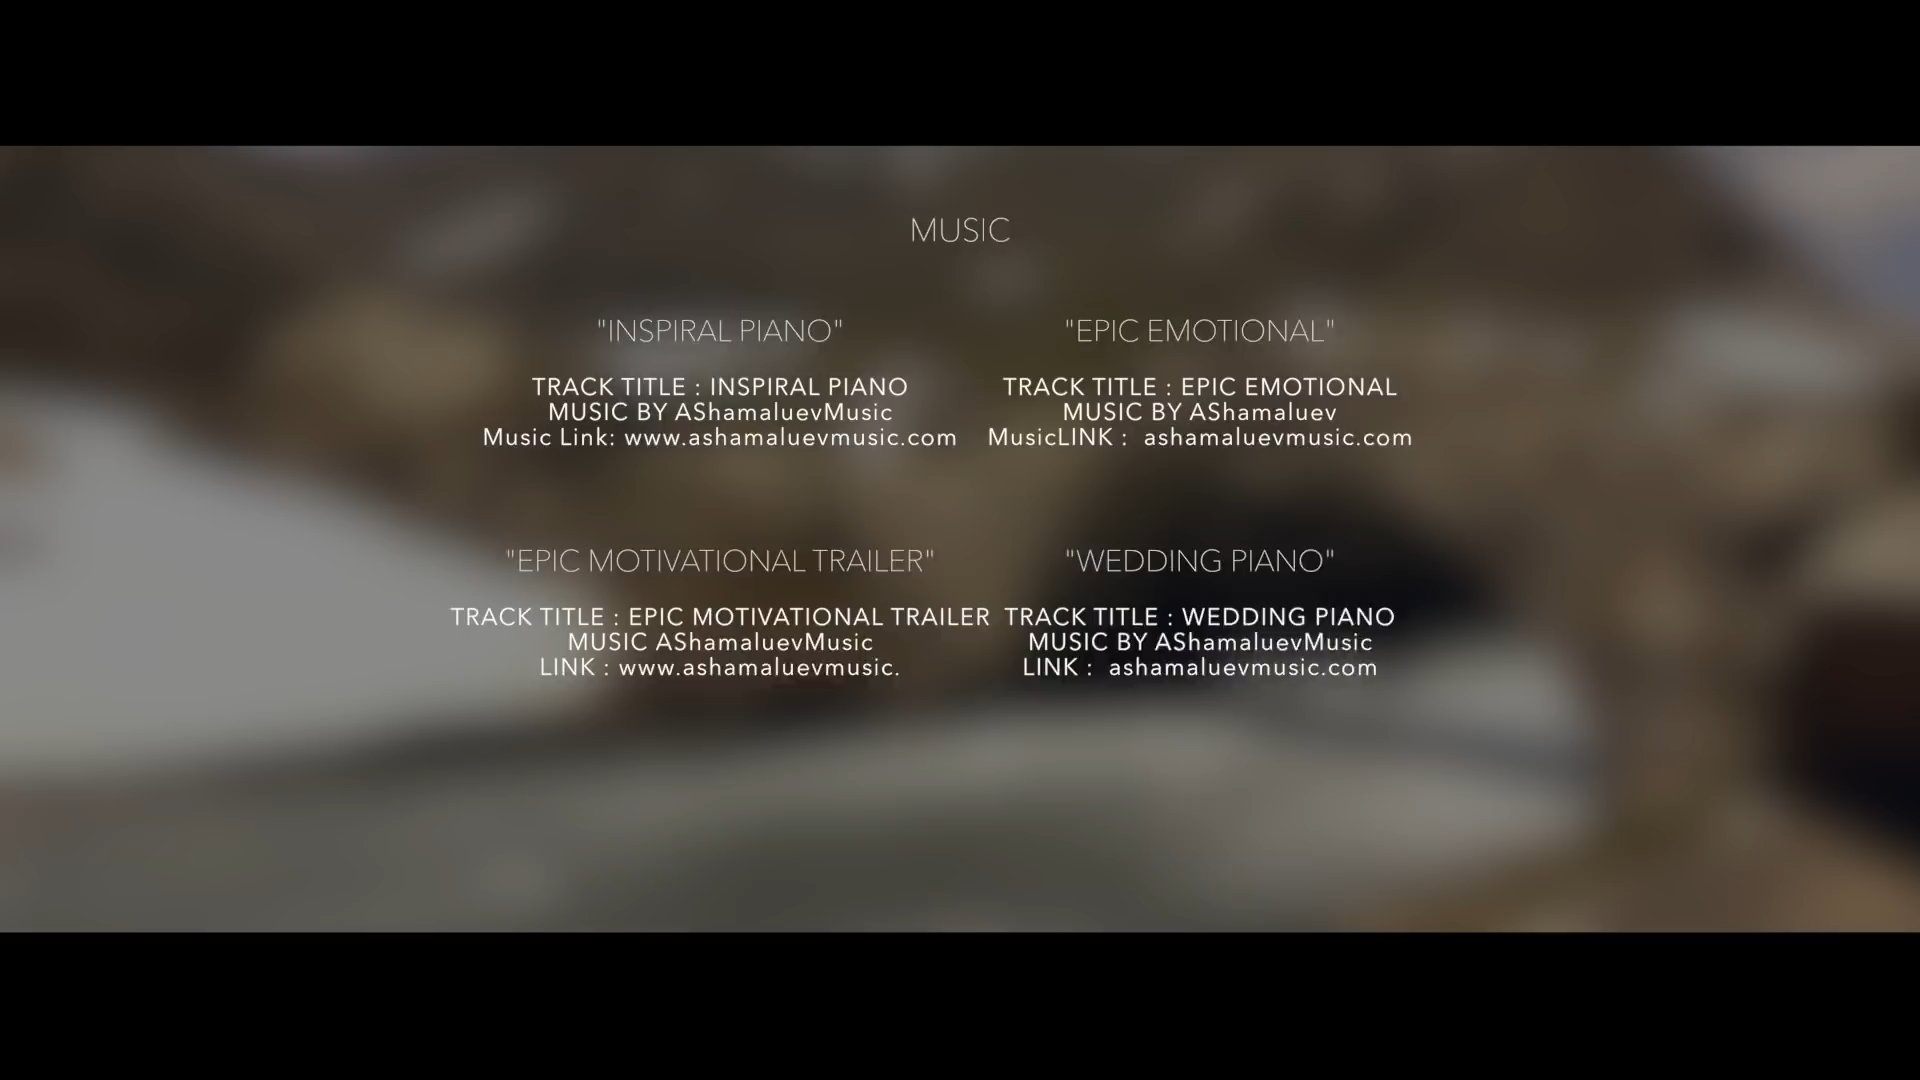 MUSIC
"INSPIRAL PIANO"
TRACK TITLE : INSPIRAL PIANO
MUSIC BY AShamaluevMusic
Music Link: www.ashamaluevmusic.com
"EPIC EMOTIONAL"
TRACK TITLE : EPIC EMOTIONAL
MUSIC BY AShamaluev
MusicLINK :  ashamaluevmusic.com
"EPIC MOTIVATIONAL TRAILER"
TRACK TITLE : EPIC MOTIVATIONAL TRAILER
MUSIC AShamaluevMusic
LINK : www.ashamaluevmusic.
"WEDDING PIANO"
TRACK TITLE : WEDDING PIANO
MUSIC BY AShamaluevMusic
LINK :  ashamaluevmusic.com